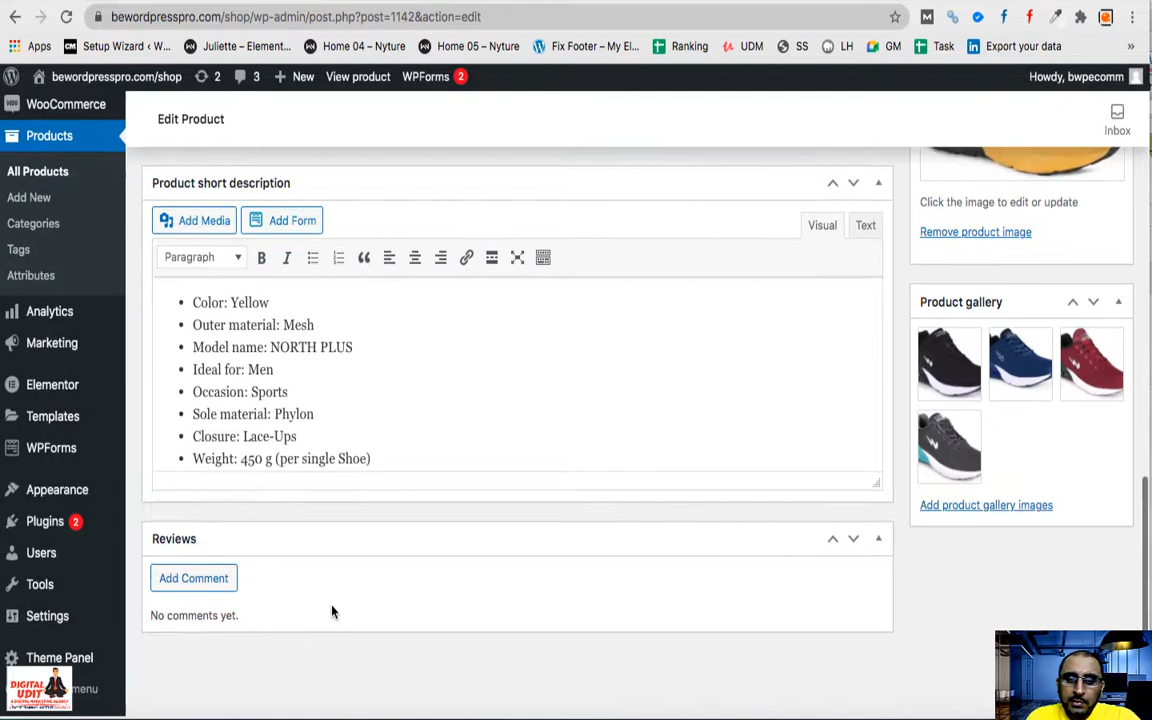 bewordpresspro.com/shop/wp-admin/post.php?post=1142&action=edit
Apps
Setup Wizard ‹ W...
Juliette – Element...
Home 04 – Nyture
Home 05 – Nyture
Fix Footer – My El...
Ranking
UDM
SS
LH
GM
Task
Export your data
»
bewordpresspro.com/shop
2
3
New
View product
WPForms
2
Howdy, bwpecomm
WooCommerce
Products
All Products
Add New
Categories
Tags
Attributes
Analytics
Marketing
Elementor
Templates
WPForms
Appearance
Plugins
2
Users
Tools
Settings
Theme Panel
menu
DIGITAL
UDIT
A DIGITAL MARKETING AGENCY
Edit Product
Inbox
Product short description
Add Media
Add Form
Visual
Text
Paragraph
Color: Yellow
Outer material: Mesh
Model name: NORTH PLUS
Ideal for: Men
Occasion: Sports
Sole material: Phylon
Closure: Lace-Ups
Weight: 450 g (per single Shoe)
Reviews
Add Comment
No comments yet.
Click the image to edit or update
Remove product image
Product gallery
Add product gallery images